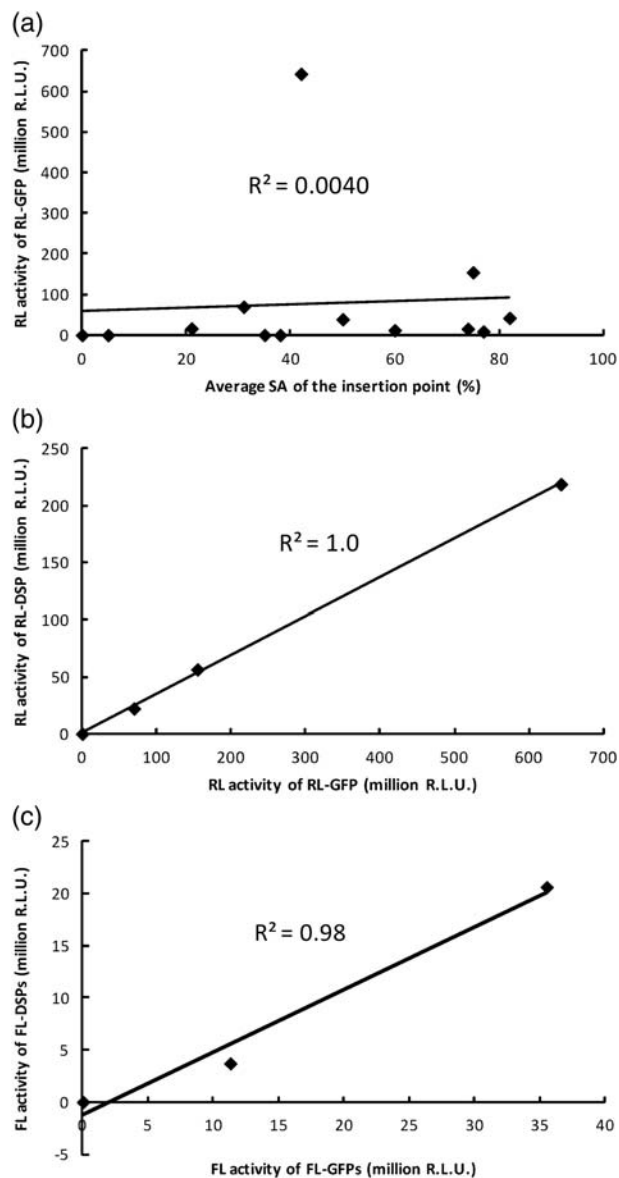 (a)
RL activity of RL-GFP (million R.L.U.)
700
600
500
400
300
200
100
0
R² = 0.0040
0 20 40 60 80 100
Average SA of the insertion point (%)
(b)
RL activity of RL-DSP (million R.L.U.)
250
200
150
100
50
0
R² = 1.0
0 100 200 300 400 500 600 700
RL activity of RL-GFP (million R.L.U.)
(c)
FL activity of FL-DSPs (million R.L.U.)
25
20
15
10
5
0
-5
R² = 0.98
0 5 10 15 20 25 30 35 40
FL activity of FL-GFPs (million R.L.U.)